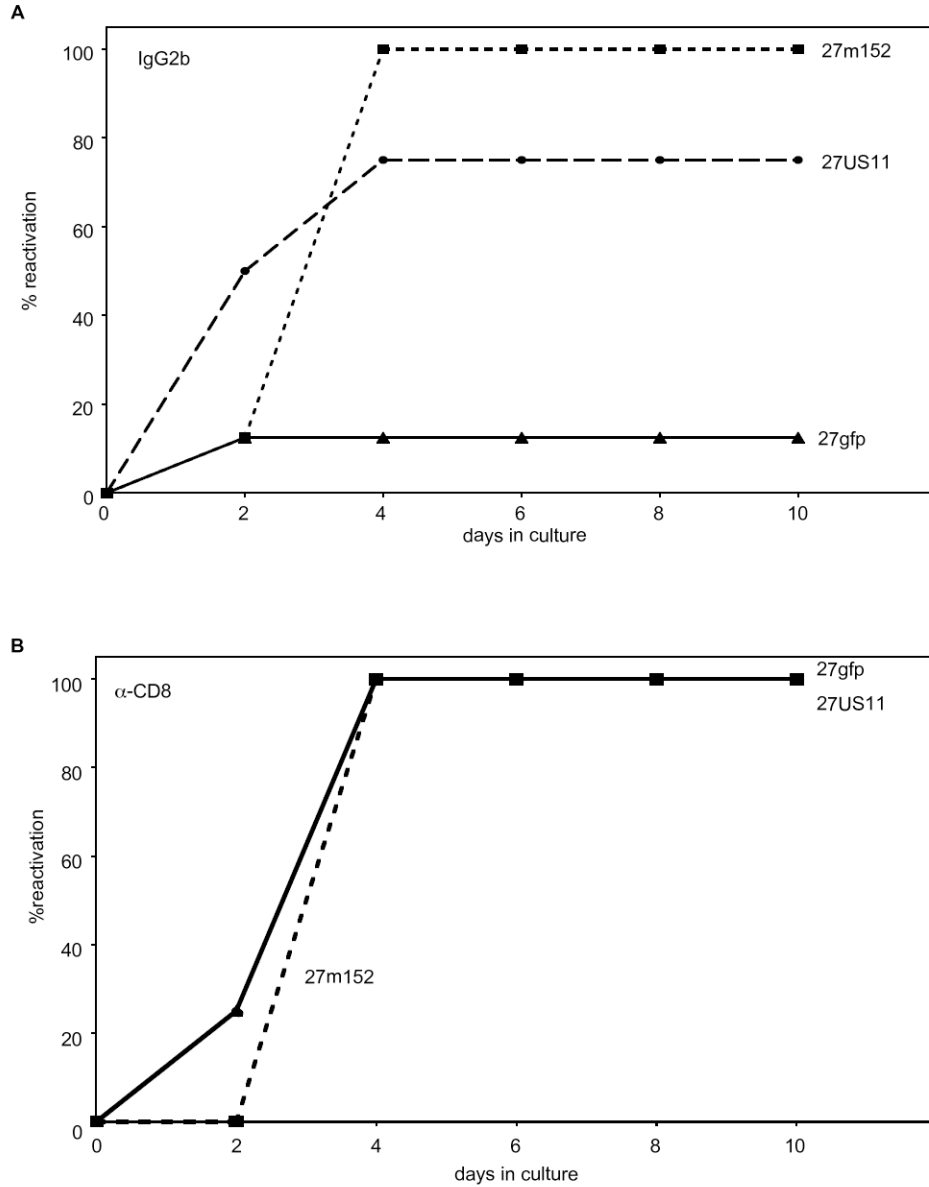 A
IgG2b
100
80
60
40
20
0
% reactivation
27m152
27US11
27gfp
0 2 4 6 8 10
days in culture
B
α-CD8
100
80
60
40
20
0
%reactivation
27gfp
27US11
27m152
0 2 4 6 8 10
days in culture